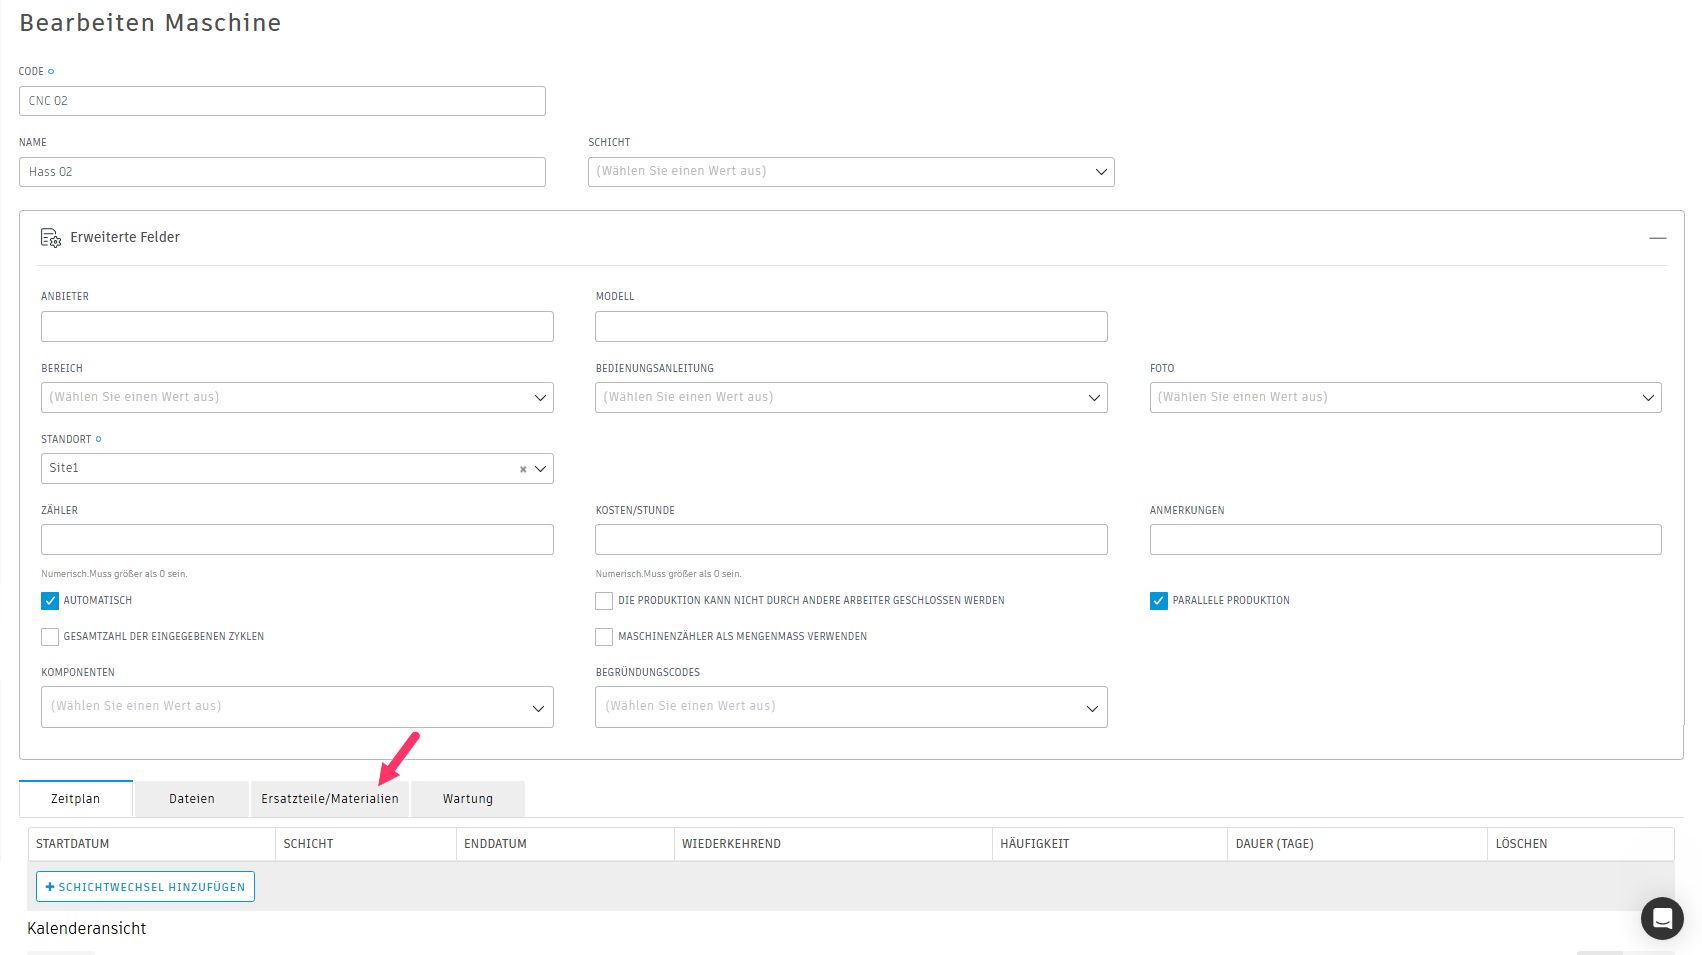 Bearbeiten Maschine
CODE
CNC 02
NAME
SCHICHT
Hass 02
(Wählen Sie einen Wert aus)
Erweiterte Felder
ANBIETER
MODELL
BEREICH
BEDIENUNGSANLEITUNG
FOTO
(Wählen Sie einen Wert aus)
(Wählen Sie einen Wert aus)
(Wählen Sie einen Wert aus)
STANDORT
Site1
ZÄHLER
KOSTEN/STUNDE
ANMERKUNGEN
Numerisch.Muss größer als 0 sein.
Numerisch.Muss größer als 0 sein.
AUTOMATISCH
DIE PRODUKTION KANN NICHT DURCH ANDERE ARBEITER GESCHLOSSEN WERDEN
PARALLELE PRODUKTION
GESAMTZAHL DER EINGEGEBENEN ZYKLEN
MASCHINENZÄHLER ALS MENGENMASS VERWENDEN
KOMPONENTEN
BEGRÜNDUNGSCODES
(Wählen Sie einen Wert aus)
(Wählen Sie einen Wert aus)
Zeitplan
Dateien
Ersatzteile/Materialien
Wartung
STARTDATUM
SCHICHT
ENDDATUM
WIEDERKEHREND
HÄUFIGKEIT
DAUER (TAGE)
LÖSCHEN
+ SCHICHTWECHSEL HINZUFÜGEN
Kalenderansicht